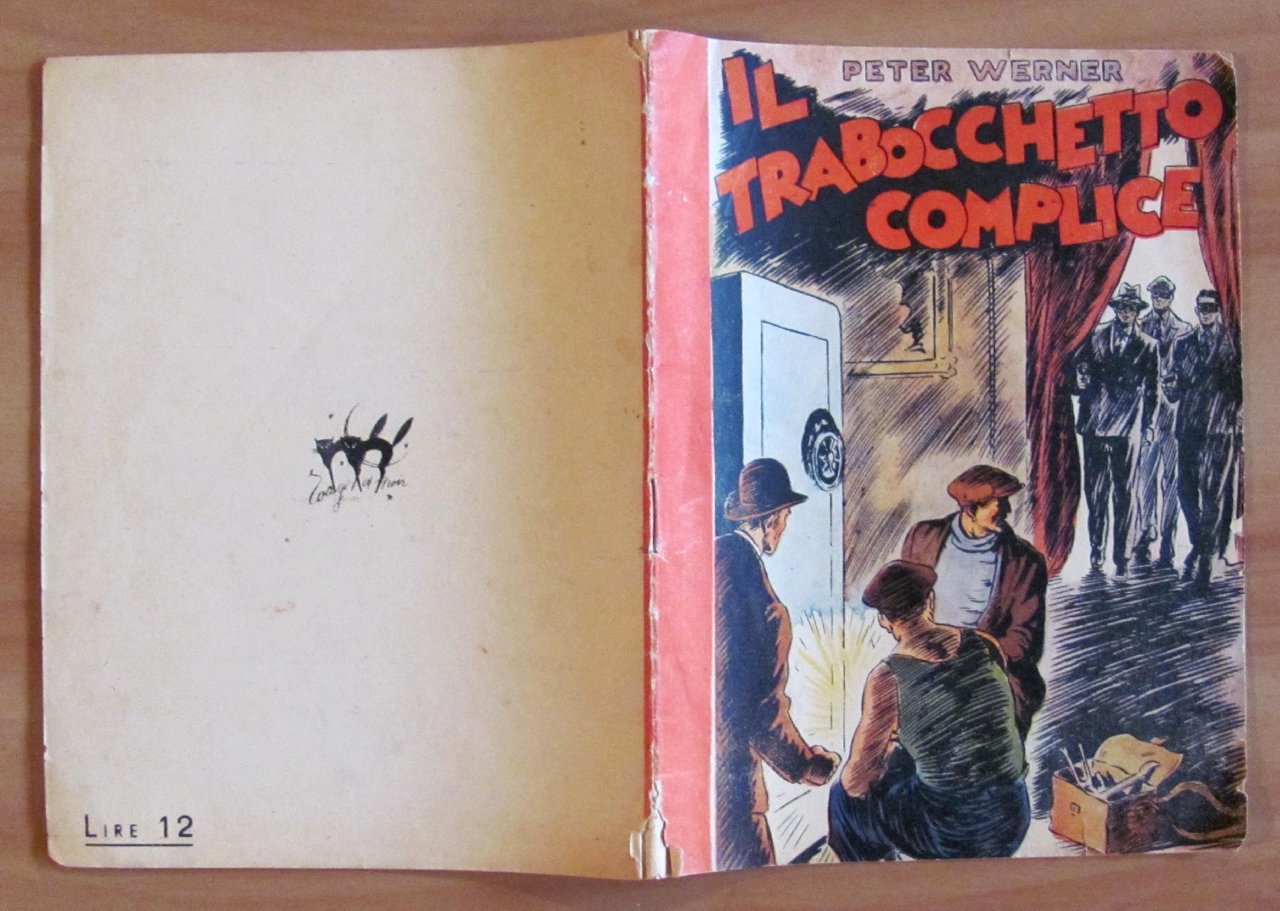 PETER WERNER
IL
TRABOCCHETTO
COMPLICE
LIRE 12